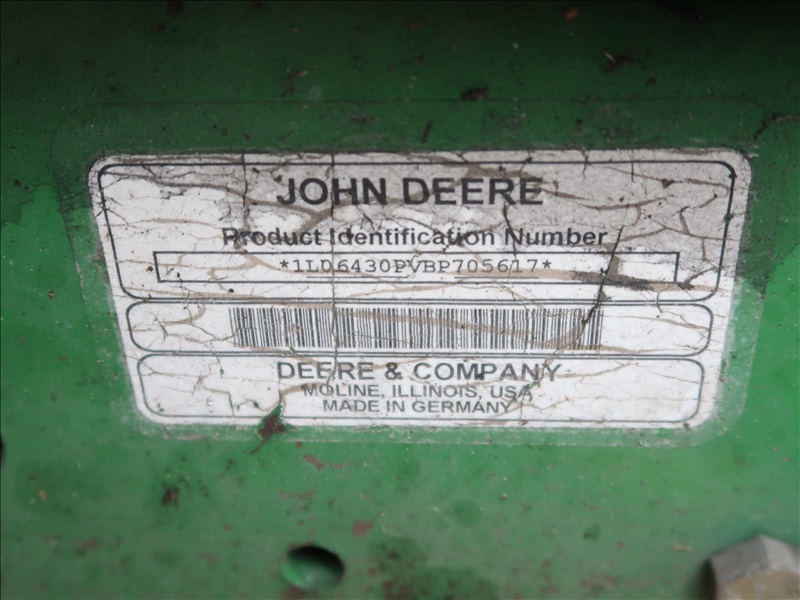 JOHN DEERE
Product Identification Number
*1L06430PVBP705617*
DEERE & COMPANY
MOLINE, ILLINOIS, USA
MADE IN GERMANY